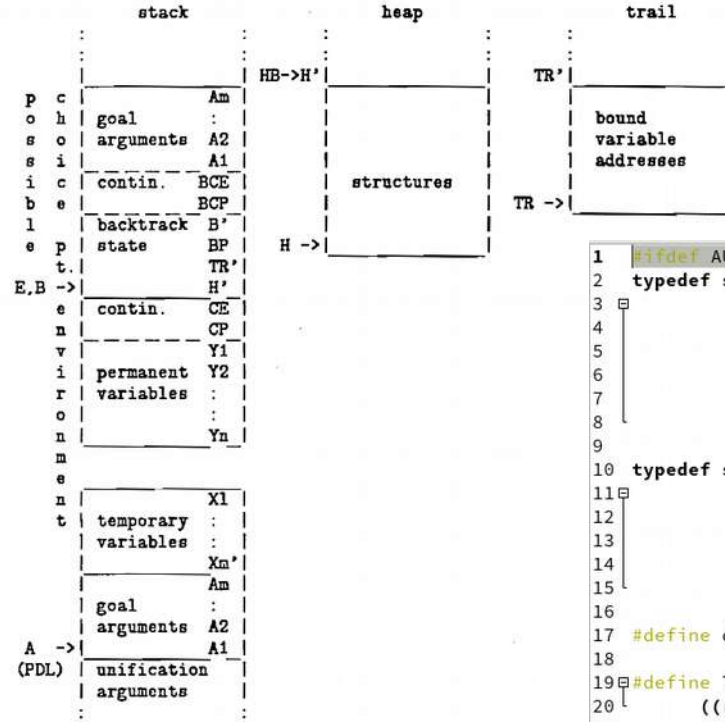 stack heap trail
: : : : :
: : : : :
HB->H' TR'
p c Am
o h goal : bound
s o arguments A2 variable
s i A1 addresses
i c contin. BCE structures
b e BCP TR ->
l backtrack B'
e p state BP H ->
t. TR'
E,B -> H'
e contin. CE
n CP
v Y1
i permanent Y2
r variables :
o :
n Yn
m
e
n X1
t temporary :
variables :
Xm'
Am
goal :
arguments A2
A -> A1
(PDL) unification
arguments
: :
1 #ifdef
2 typedef
3
4
5
6
7
8
9
10 typedef
11
12
13
14
15
16
17 #define
18
19 #define
20 ((